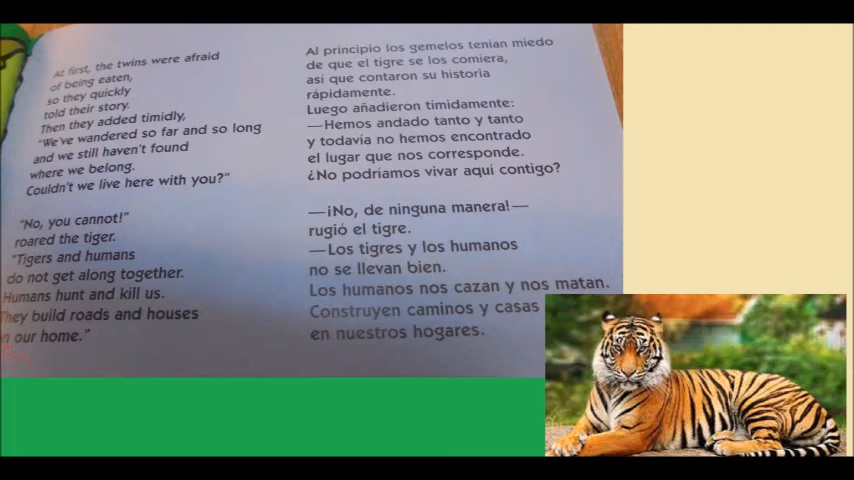 At first, the twins were afraid
of being eaten,
so they quickly
told their story.
Then they added timidly,
"We've wandered so far and so long
and we still haven't found
where we belong.
Couldn't we live here with you?"
"No, you cannot!"
roared the tiger.
"Tigers and humans
do not get along together.
Humans hunt and kill us.
They build roads and houses
in our home."
Al principio los gemelos tenían miedo
de que el tigre se los comiera,
así que contaron su historia
rápidamente.
Luego añadieron timidamente:
—Hemos andado tanto y tanto
y todavía no hemos encontrado
el lugar que nos corresponde.
¿No podríamos vivar aquí contigo?
—¡No, de ninguna manera!—
rugió el tigre.
—Los tigres y los humanos
no se llevan bien.
Los humanos nos cazan y nos matan.
Construyen caminos y casas
en nuestros hogares.